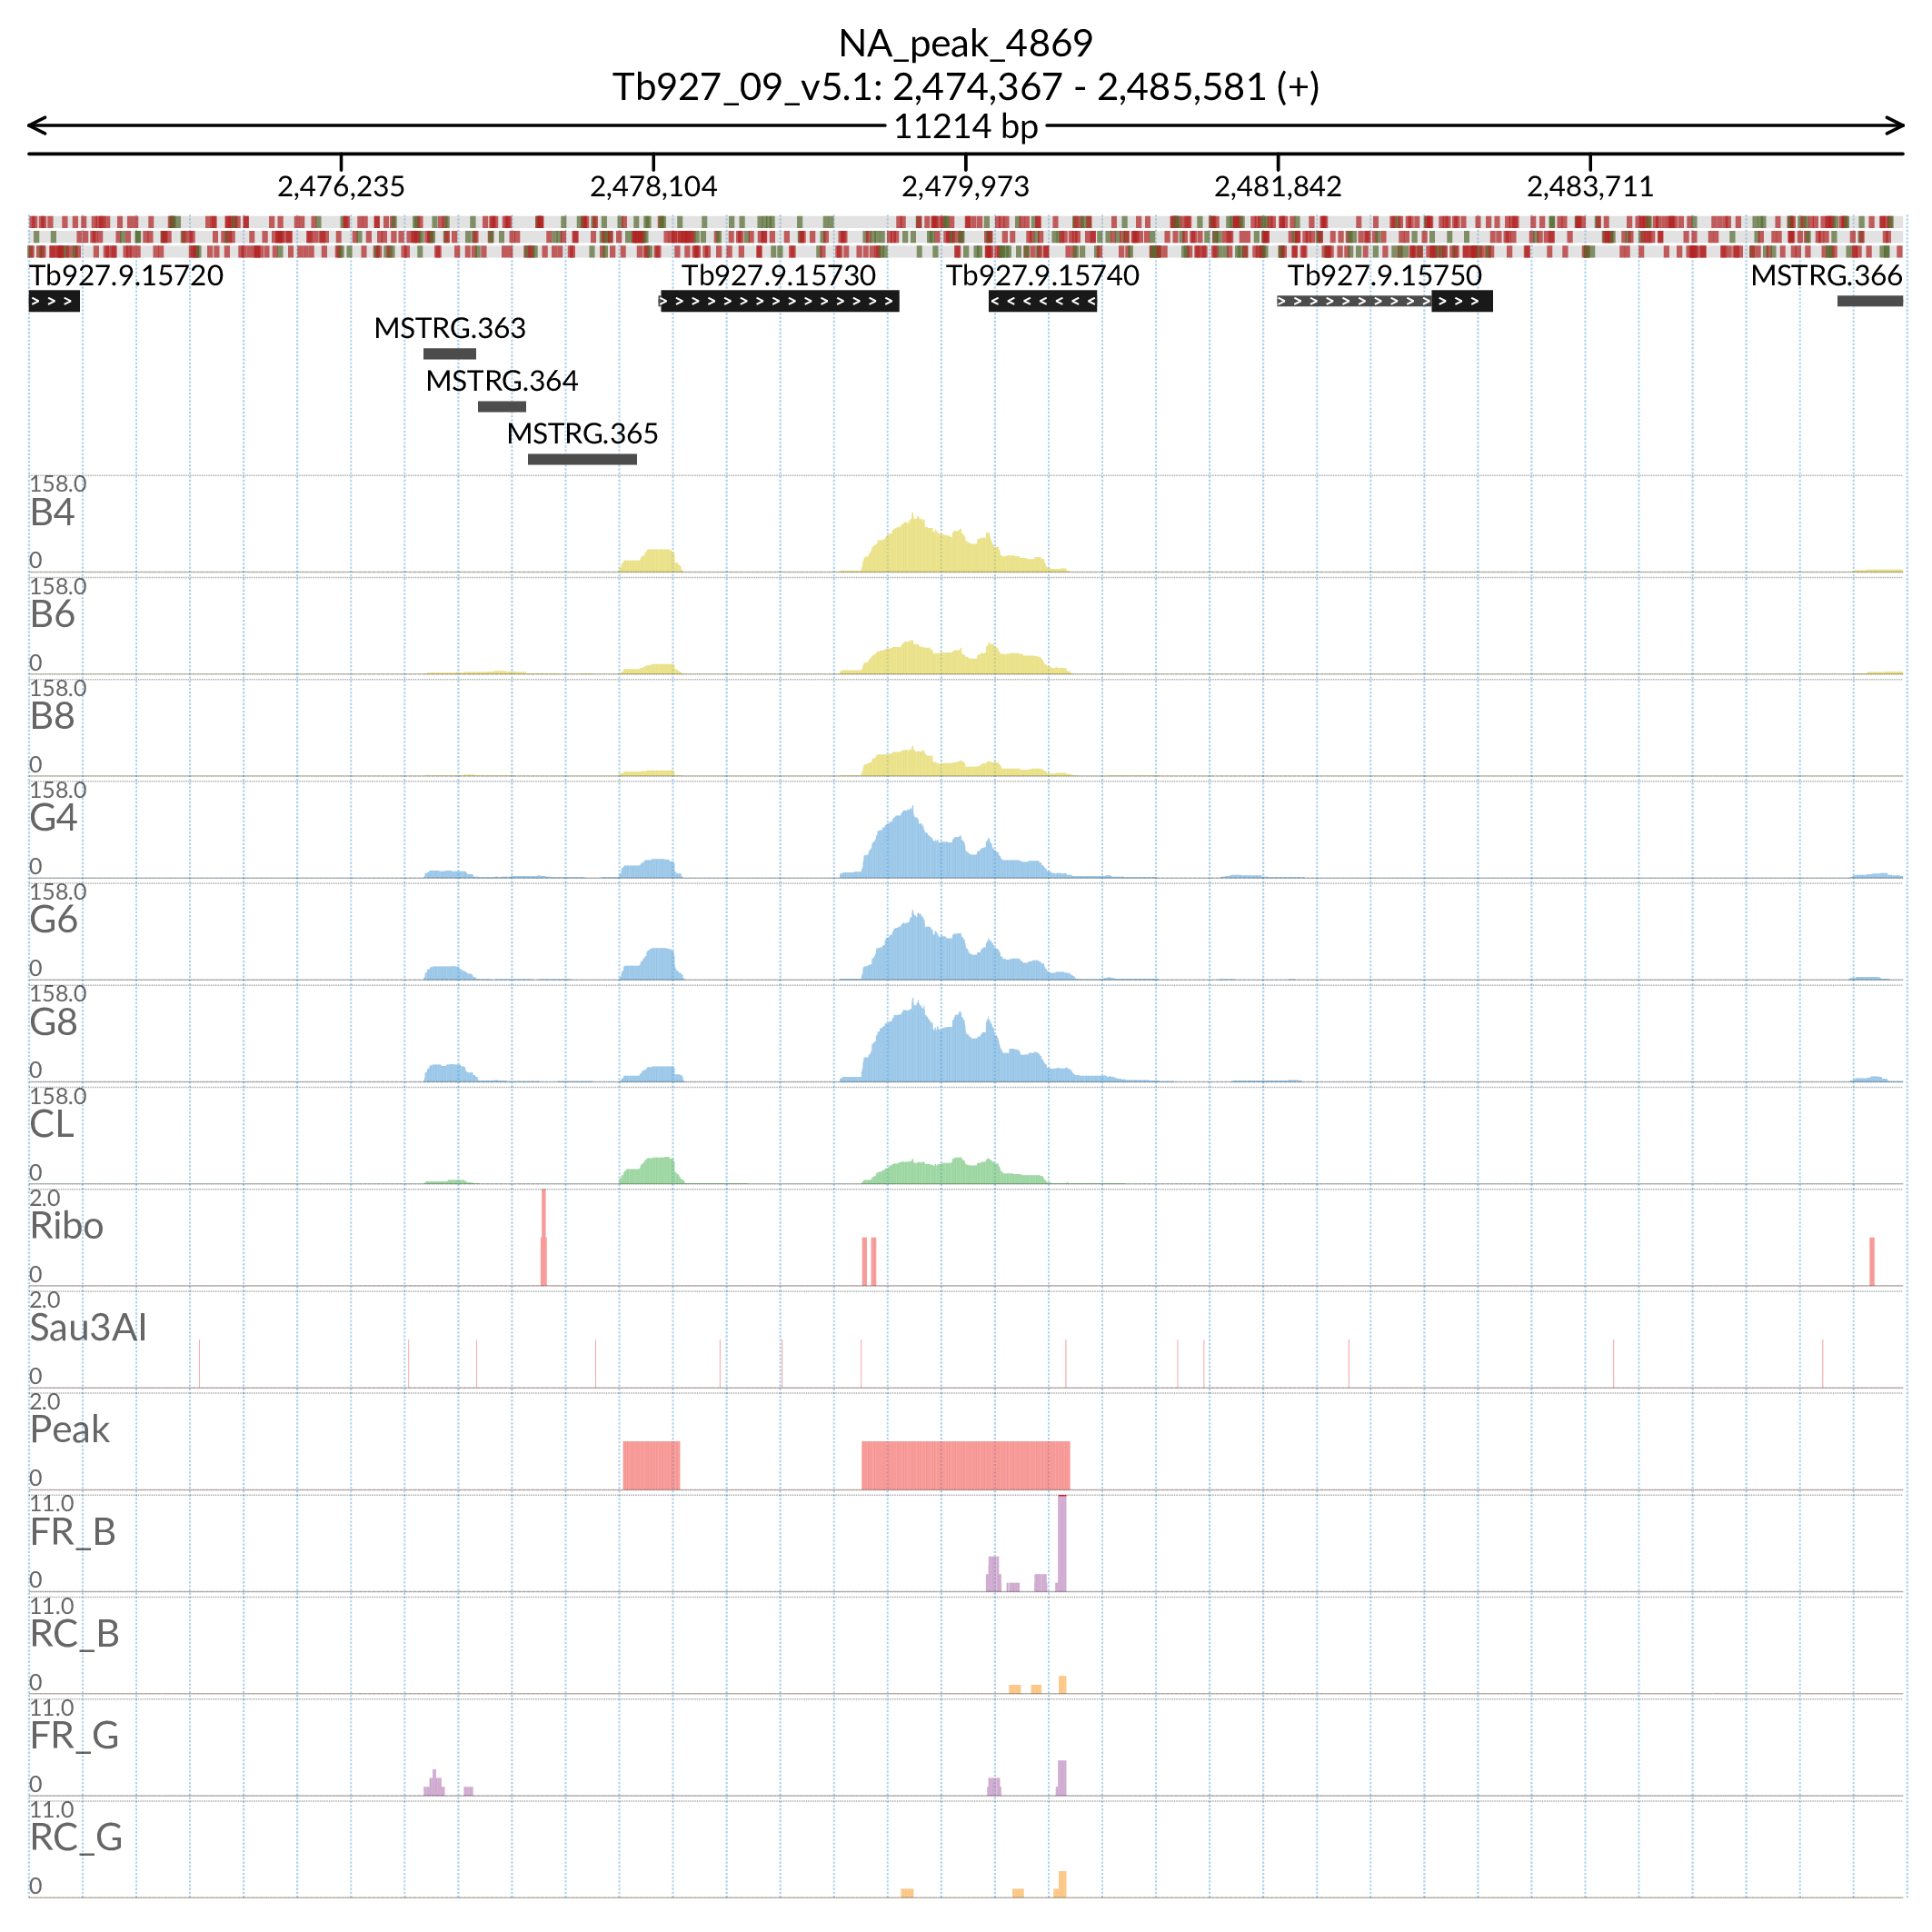 NA_peak_4869
Tb927_09_v5.1: 2,474,367 - 2,485,581 (+)
11214 bp
2,476,235 2,478,104 2,479,973 2,481,842 2,483,711
Tb927.9.15720 Tb927.9.15730 Tb927.9.15740 Tb927.9.15750 MSTRG.366
MSTRG.363
MSTRG.364
MSTRG.365
158.0
B4
0
158.0
B6
0
158.0
B8
0
158.0
G4
0
158.0
G6
0
158.0
G8
0
158.0
CL
0
2.0
Ribo
0
2.0
Sau3AI
0
2.0
Peak
0
11.0
FR_B
0
11.0
RC_B
0
11.0
FR_G
0
11.0
RC_G
0